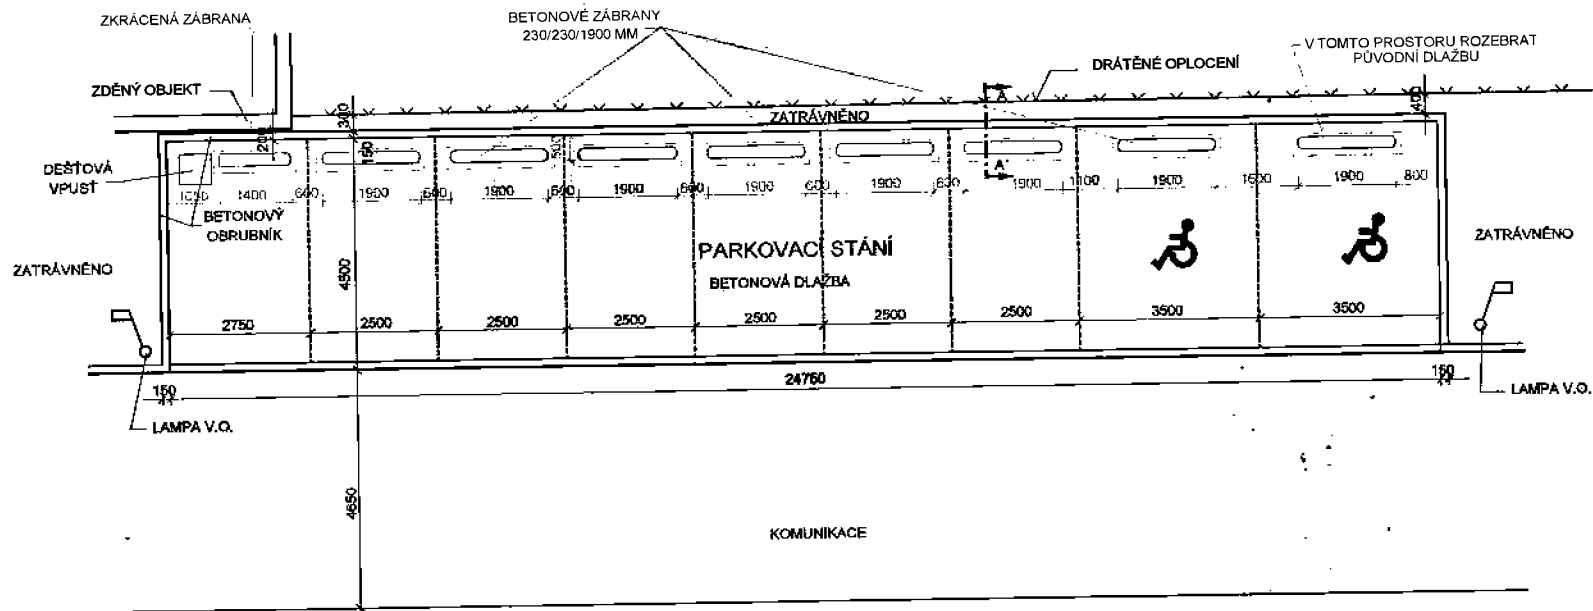 ZKRÁCENÁ ZÁBRANA
BETONOVÉ ZÁBRANY
230/230/1900 MM
V TOMTO PROSTORU ROZEBRAT
PŮVODNÍ DLAŽBU
DRÁTĚNÉ OPLOCENÍ
ZDĚNÝ OBJEKT
A
400
300
ZATRÁVNĚNO
150
500
A'
DEŠŤOVÁ
VPUSŤ
1400 600 1900 500 1900 600 1900 600 1900 600 1900 600 1900 1100 1900 1600 1900 800
BETONOVÝ
OBRUBNÍK
PARKOVACÍ STÁNÍ
BETONOVÁ DLAŽBA
ZATRÁVNĚNO
ZATRÁVNĚNO
4500
2750 2500 2500 2500 2500 2500 2500 3500 3500
150
24750
150
LAMPA V.O.
LAMPA V.O.
4650
KOMUNIKACE